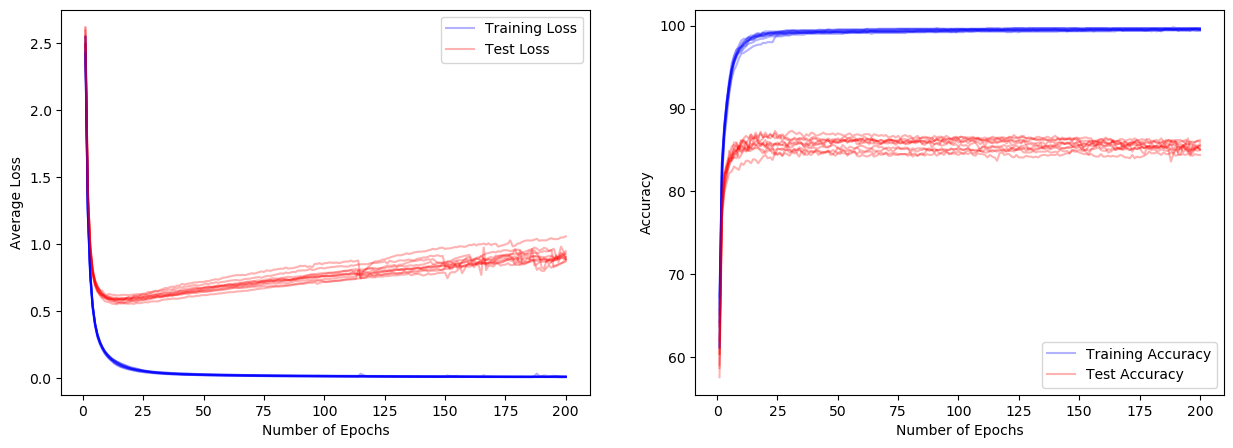 2.5
2.0
1.5
1.0
0.5
0.0
Average Loss
0 25 50 75 100 125 150 175 200
Number of Epochs
Training Loss
Test Loss
100
90
80
70
60
Accuracy
0 25 50 75 100 125 150 175 200
Number of Epochs
Training Accuracy
Test Accuracy